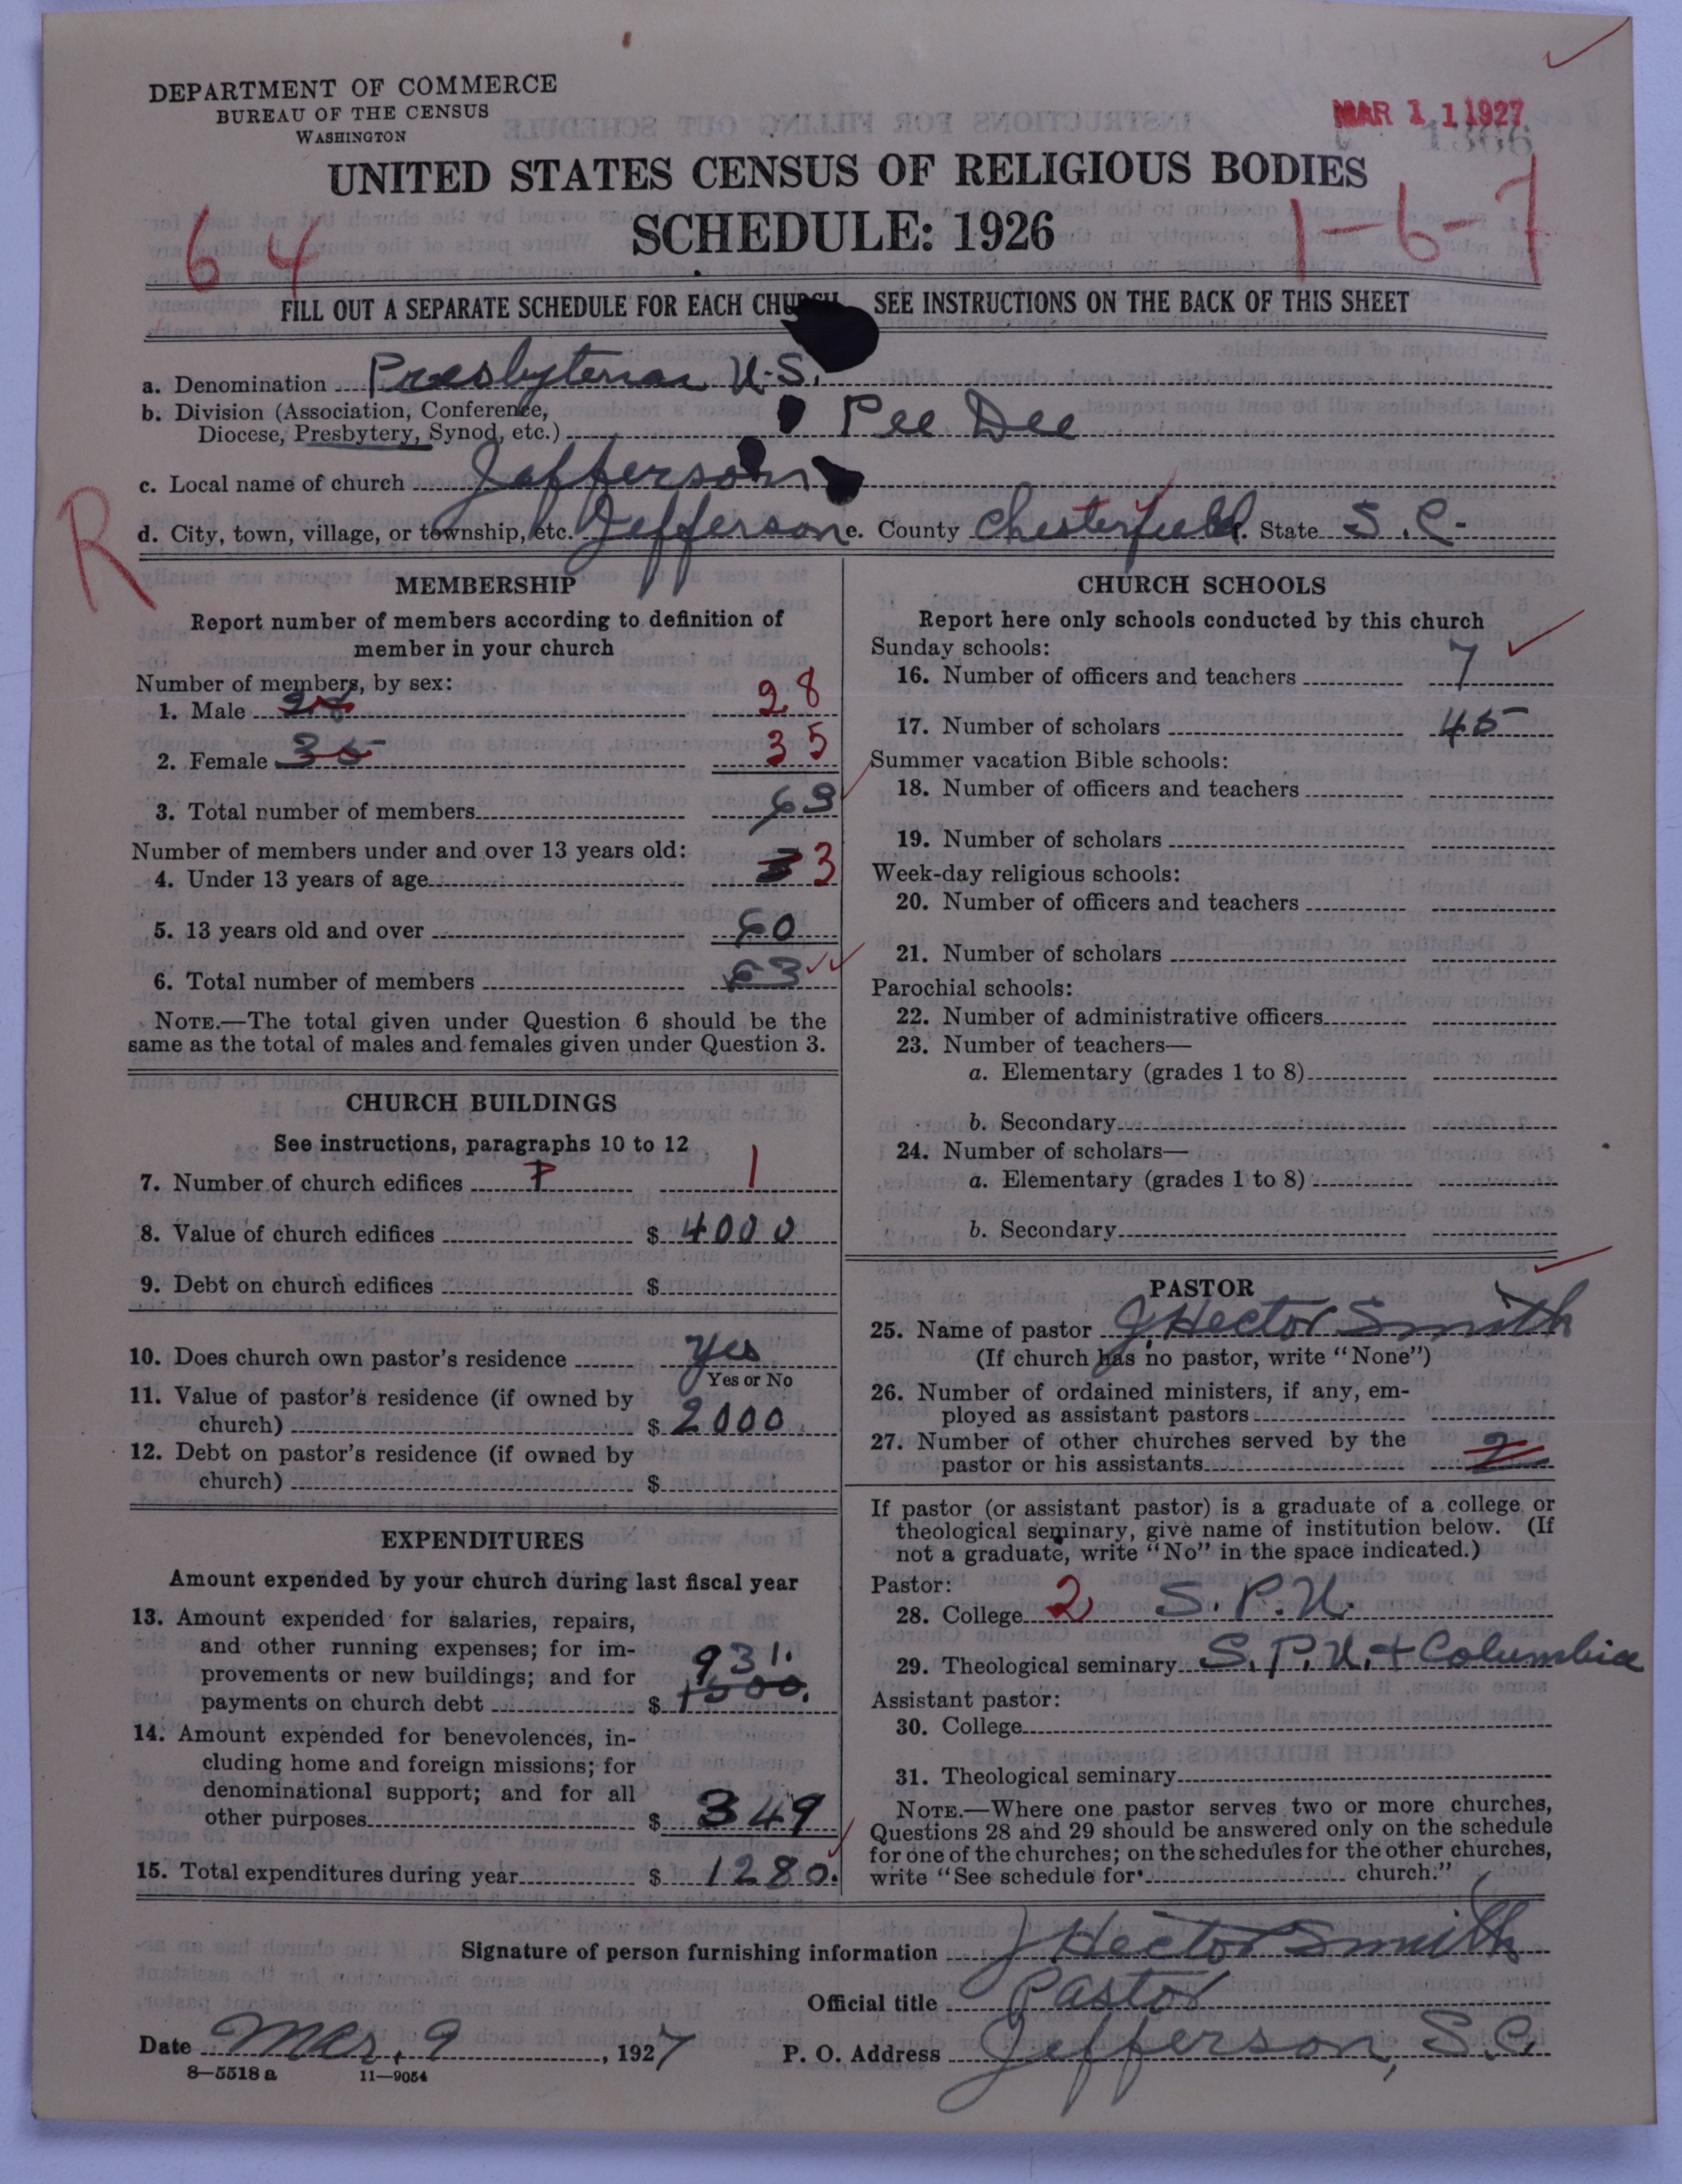 DEPARTMENT OF COMMERCE
BUREAU OF THE CENSUS
WASHINGTON
MAR 11 1927
UNITED STATES CENSUS OF RELIGIOUS BODIES
SCHEDULE: 1926
64
1-6-7
FILL OUT A SEPARATE SCHEDULE FOR EACH CHURCH SEE INSTRUCTIONS ON THE BACK OF THIS SHEET
a. Denomination Presbyterian U.S.
b. Division (Association, Conference,
Diocese, Presbytery, Synod, etc.) Pee Dee
c. Local name of church Jefferson
R
d. City, town, village, or township, etc. Jefferson e. County Chesterfield f. State S.C.
MEMBERSHIP
Report number of members according to definition of
member in your church
Number of members, by sex:
1. Male 28 28
2. Female 35 35
3. Total number of members 63
Number of members under and over 13 years old:
4. Under 13 years of age 3 3
5. 13 years old and over 60
6. Total number of members 63
NOTE.—The total given under Question 6 should be the
same as the total of males and females given under Question 3.
CHURCH BUILDINGS
See instructions, paragraphs 10 to 12
7. Number of church edifices 1
8. Value of church edifices $ 4000
9. Debt on church edifices $
10. Does church own pastor's residence yes
Yes or No
11. Value of pastor's residence (if owned by
church) $ 2000
12. Debt on pastor's residence (if owned by
church) $
EXPENDITURES
Amount expended by your church during last fiscal year
13. Amount expended for salaries, repairs,
and other running expenses; for im-
provements or new buildings; and for 931.
payments on church debt $ 1500.
14. Amount expended for benevolences, in-
cluding home and foreign missions; for
denominational support; and for all
other purposes $ 349
15. Total expenditures during year $ 1280.
CHURCH SCHOOLS
Report here only schools conducted by this church
Sunday schools:
16. Number of officers and teachers 7
17. Number of scholars 45
Summer vacation Bible schools:
18. Number of officers and teachers
19. Number of scholars
Week-day religious schools:
20. Number of officers and teachers
21. Number of scholars
Parochial schools:
22. Number of administrative officers
23. Number of teachers—
a. Elementary (grades 1 to 8)
b. Secondary
24. Number of scholars—
a. Elementary (grades 1 to 8)
b. Secondary
PASTOR
25. Name of pastor J Hector Smith
(If church has no pastor, write "None")
26. Number of ordained ministers, if any, em-
ployed as assistant pastors
27. Number of other churches served by the
pastor or his assistants 2
If pastor (or assistant pastor) is a graduate of a college or
theological seminary, give name of institution below. (If
not a graduate, write "No" in the space indicated.)
Pastor:
28. College 2 S.P.U.
29. Theological seminary S.P.U. + Columbia
Assistant pastor:
30. College
31. Theological seminary
NOTE.—Where one pastor serves two or more churches,
Questions 28 and 29 should be answered only on the schedule
for one of the churches; on the schedules for the other churches,
write "See schedule for church."
Signature of person furnishing information J Hector Smith
Official title Pastor
Date Mar. 9, 1927 P. O. Address Jefferson, S.C.
8—5518 a 11—9054